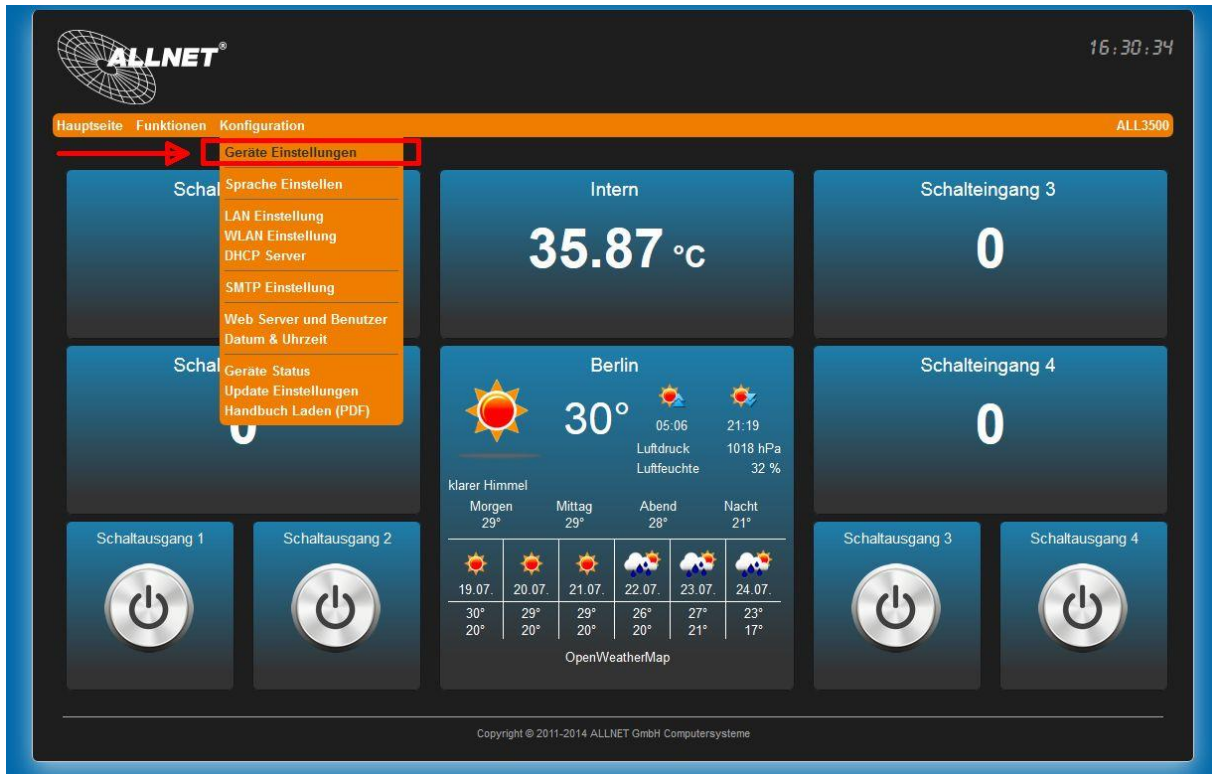 ALLNET®
16:30:34
Hauptseite Funktionen Konfiguration ALL3500
Geräte Einstellungen
Sprache Einstellen
LAN Einstellung
WLAN Einstellung
DHCP Server
SMTP Einstellung
Web Server und Benutzer
Datum & Uhrzeit
Geräte Status
Update Einstellungen
Handbuch Laden (PDF)
Schal
Intern
35.87 °C
Schalteingang 3
0
Schal
0
Berlin
30°
05:06 21:19
Luftdruck 1018 hPa
Luftfeuchte 32 %
klarer Himmel
Morgen Mittag Abend Nacht
29° 29° 28° 21°
19.07. 20.07. 21.07. 22.07. 23.07. 24.07.
30° 29° 29° 26° 27° 23°
20° 20° 20° 20° 21° 17°
OpenWeatherMap
Schalteingang 4
0
Schaltausgang 1
Schaltausgang 2
Schaltausgang 3
Schaltausgang 4
Copyright © 2011-2014 ALLNET GmbH Computersysteme